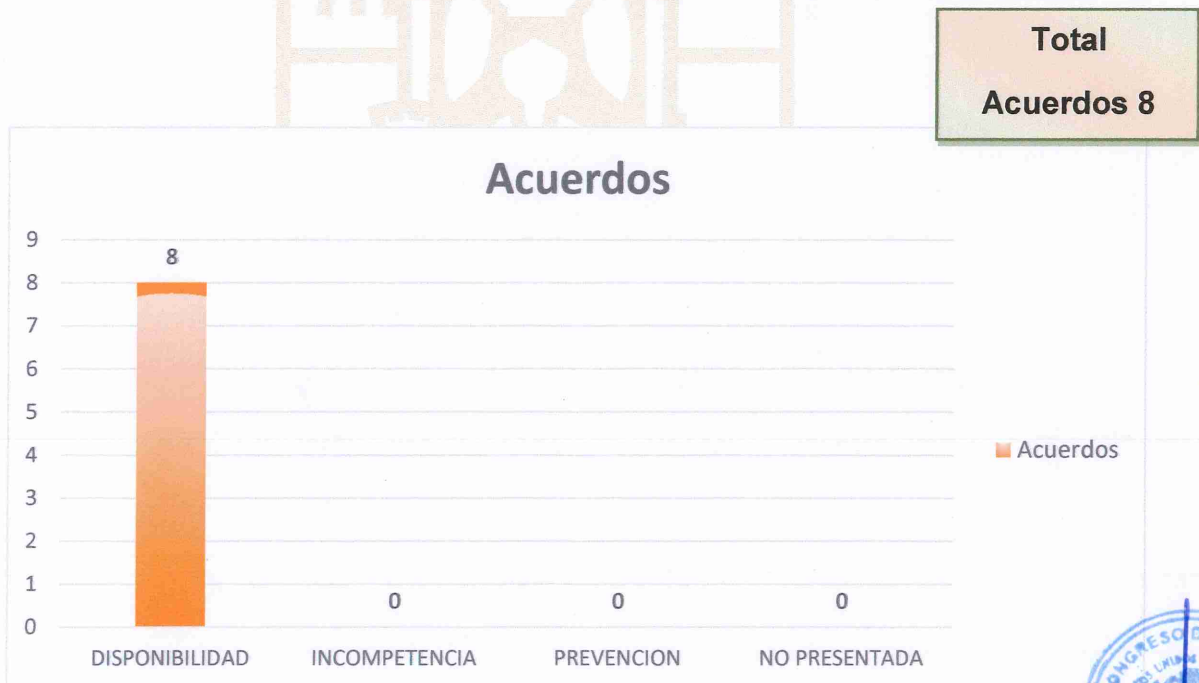 Total
Acuerdos 8
Acuerdos
9
8
7
6
5
4
3
2
1
0
8
0
0
0
DISPONIBILIDAD
INCOMPETENCIA
PREVENCION
NO PRESENTADA
Acuerdos